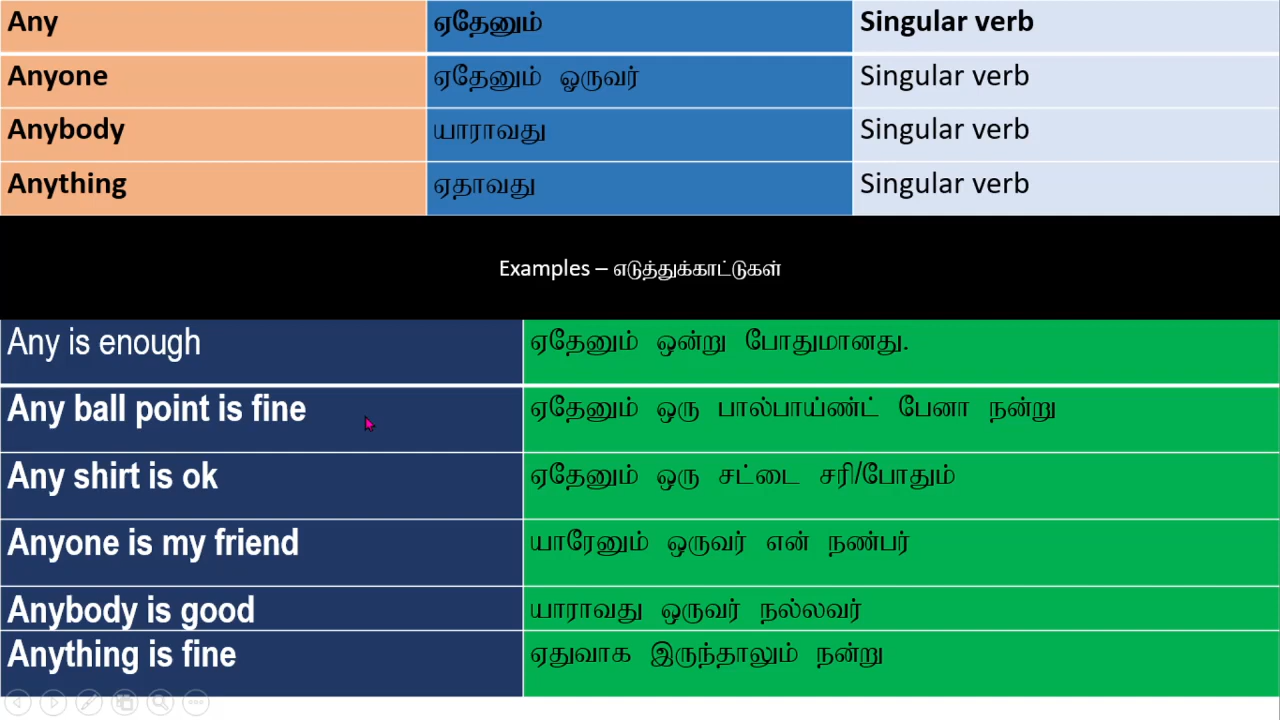 Any ஏதேனும் Singular verb
Anyone ஏதேனும் ஓருவர் Singular verb
Anybody யாராவது Singular verb
Anything ஏதாவது Singular verb
Examples – எடுத்துக்காட்டுகள்
Any is enough ஏதேனும் ஒன்று போதுமானது.
Any ball point is fine ஏதேனும் ஒரு பால்பாய்ண்ட் பேனா நன்று
Any shirt is ok ஏதேனும் ஒரு சட்டை சரி/போதும்
Anyone is my friend யாரேனும் ஒருவர் என் நண்பர்
Anybody is good யாராவது ஒருவர் நல்லவர்
Anything is fine ஏதுவாக இருந்தாலும் நன்று